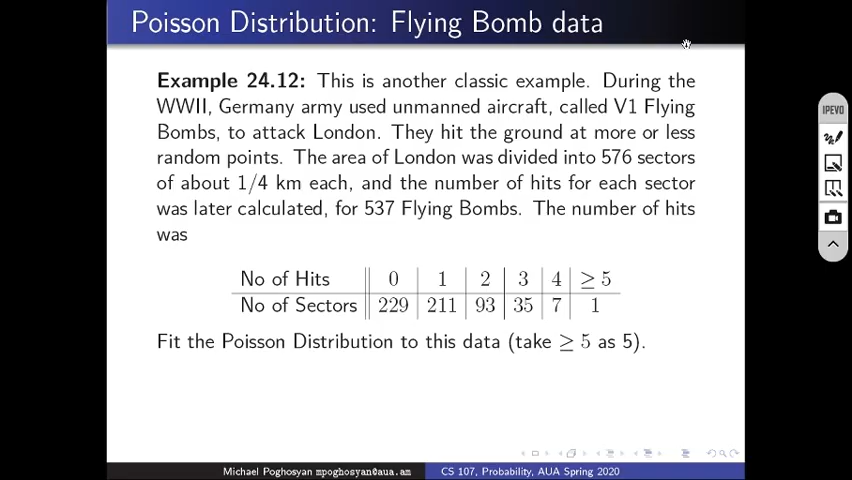 Poisson Distribution: Flying Bomb data
Example 24.12: This is another classic example. During the
WWII, Germany army used unmanned aircraft, called V1 Flying
Bombs, to attack London. They hit the ground at more or less
random points. The area of London was divided into 576 sectors
of about 1/4 km each, and the number of hits for each sector
was later calculated, for 537 Flying Bombs. The number of hits
was
No of Hits 0 1 2 3 4 ≥ 5
No of Sectors 229 211 93 35 7 1
Fit the Poisson Distribution to this data (take ≥ 5 as 5).
Michael Poghosyan mpoghosyan@aua.am CS 107, Probability, AUA Spring 2020
IPEVO